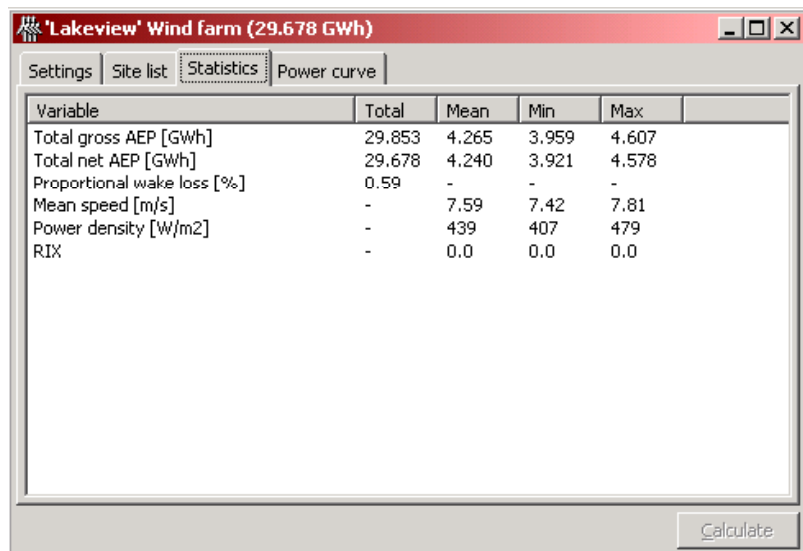 'Lakeview' Wind farm (29.678 GWh)
Settings Site list Statistics Power curve
Variable Total Mean Min Max
Total gross AEP [GWh] 29.853 4.265 3.959 4.607
Total net AEP [GWh] 29.678 4.240 3.921 4.578
Proportional wake loss [%] 0.59 - - -
Mean speed [m/s] - 7.59 7.42 7.81
Power density [W/m2] - 439 407 479
RIX - 0.0 0.0 0.0
Calculate